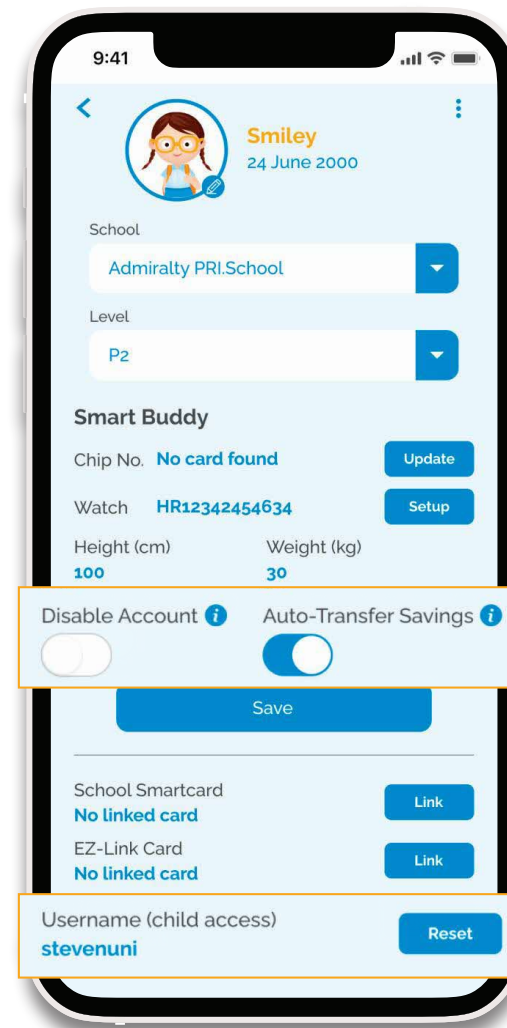 9:41
Smiley
24 June 2000
School
Admiralty PRI.School
Level
P2
Smart Buddy
Chip No. No card found Update
Watch HR12342454634 Setup
Height (cm) Weight (kg)
100 30
Disable Account i Auto-Transfer Savings i
Save
School Smartcard
No linked card Link
EZ-Link Card
No linked card Link
Username (child access)
stevenuni Reset